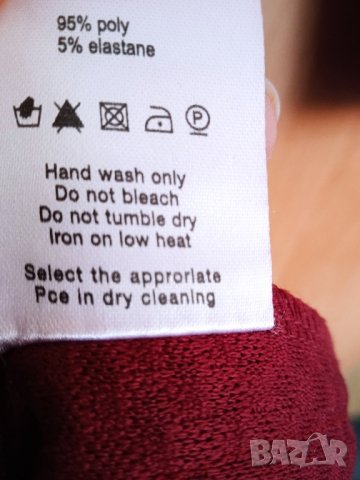 95% poly
5% elastane
P
Hand wash only
Do not bleach
Do not tumble dry
Iron on low heat
Select the approrlate
Pce in dry cleaning
BAZAR